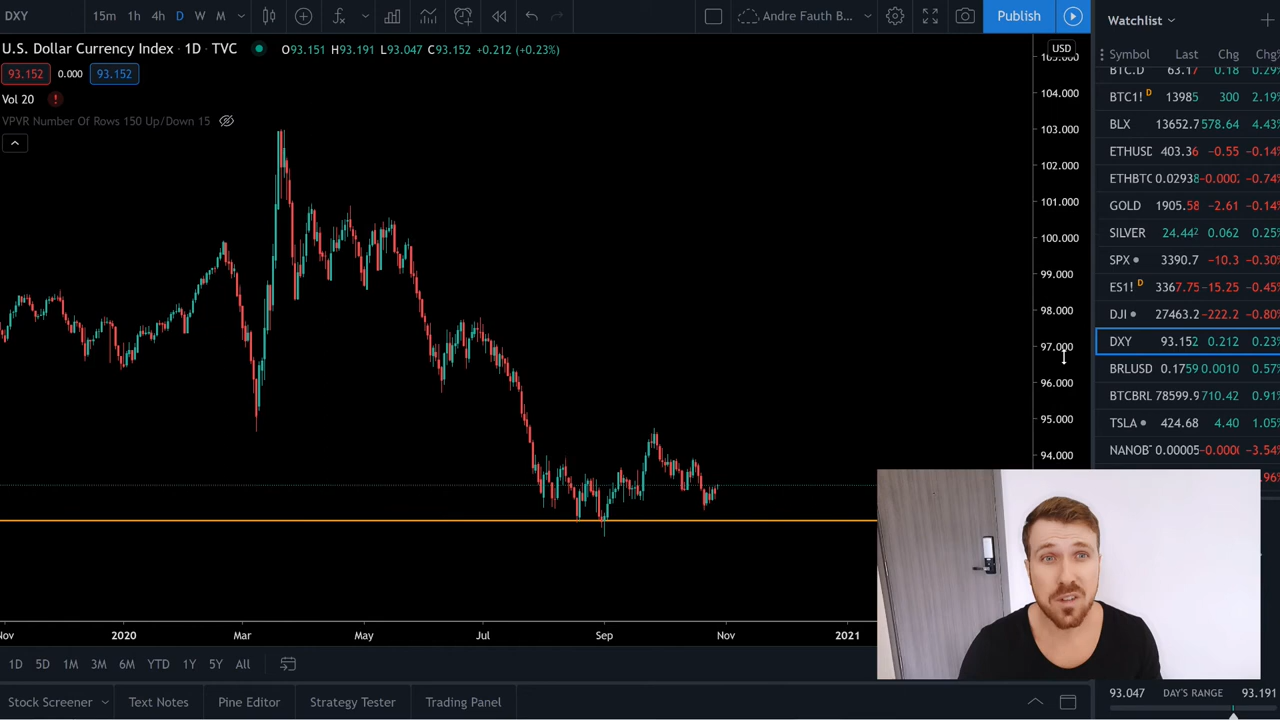 DXY 15m 1h 4h D W M Andre Fauth B... Publish
Watchlist
U.S. Dollar Currency Index · 1D · TVC O93.151 H93.191 L93.047 C93.152 +0.212 (+0.23%)
USD
93.152 0.000 93.152
Vol 20
VPVR Number Of Rows 150 Up/Down 15
105.000
104.000
103.000
102.000
101.000
100.000
99.000
98.000
97.000
96.000
95.000
94.000
Symbol Last Chg Chg%
BTC.D 63.17 0.18 0.29%
BTC1! D 13985 300 2.19%
BLX 13652.7 578.64 4.43%
ETHUSD 403.36 −0.55 −0.14%
ETHBTC 0.02938 −0.0002 −0.74%
GOLD 1905.58 −2.61 −0.14%
SILVER 24.442 0.062 0.25%
SPX 3390.7 −10.3 −0.30%
ES1! D 3367.75 −15.25 −0.45%
DJI 27463.2 −222.2 −0.80%
DXY 93.152 0.212 0.23%
BRLUSD 0.1759 0.0010 0.57%
BTCBRL 78599.9 710.42 0.91%
TSLA 424.68 4.40 1.05%
NANOB 0.00005 −0.000 −3.54%
Nov 2020 Mar May Jul Sep Nov 2021
1D 5D 1M 3M 6M YTD 1Y 5Y All
Stock Screener Text Notes Pine Editor Strategy Tester Trading Panel
93.047 DAY'S RANGE 93.191